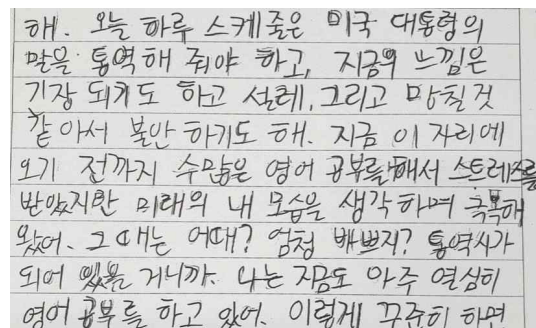 해. 오늘 하루 스케줄은 미국 대통령의
말을 통역해 줘야 하고, 지금의 느낌은
기장 되기도 하고 설레, 그리고 망칠 것
같아서 불안 하기도 해. 지금 이 자리에
오기 전까지 수많은 영어 공부를 해서 스트레스를
받았지만 미래의 내 모습을 생각 하며 극복해
왔어. 그 때는 어때? 엄청 바쁘지? 통역사가
되어 있을 거니까. 나는 지금도 아주 열심히
영어 공부를 하고 있어. 이렇게 꾸준히 하면